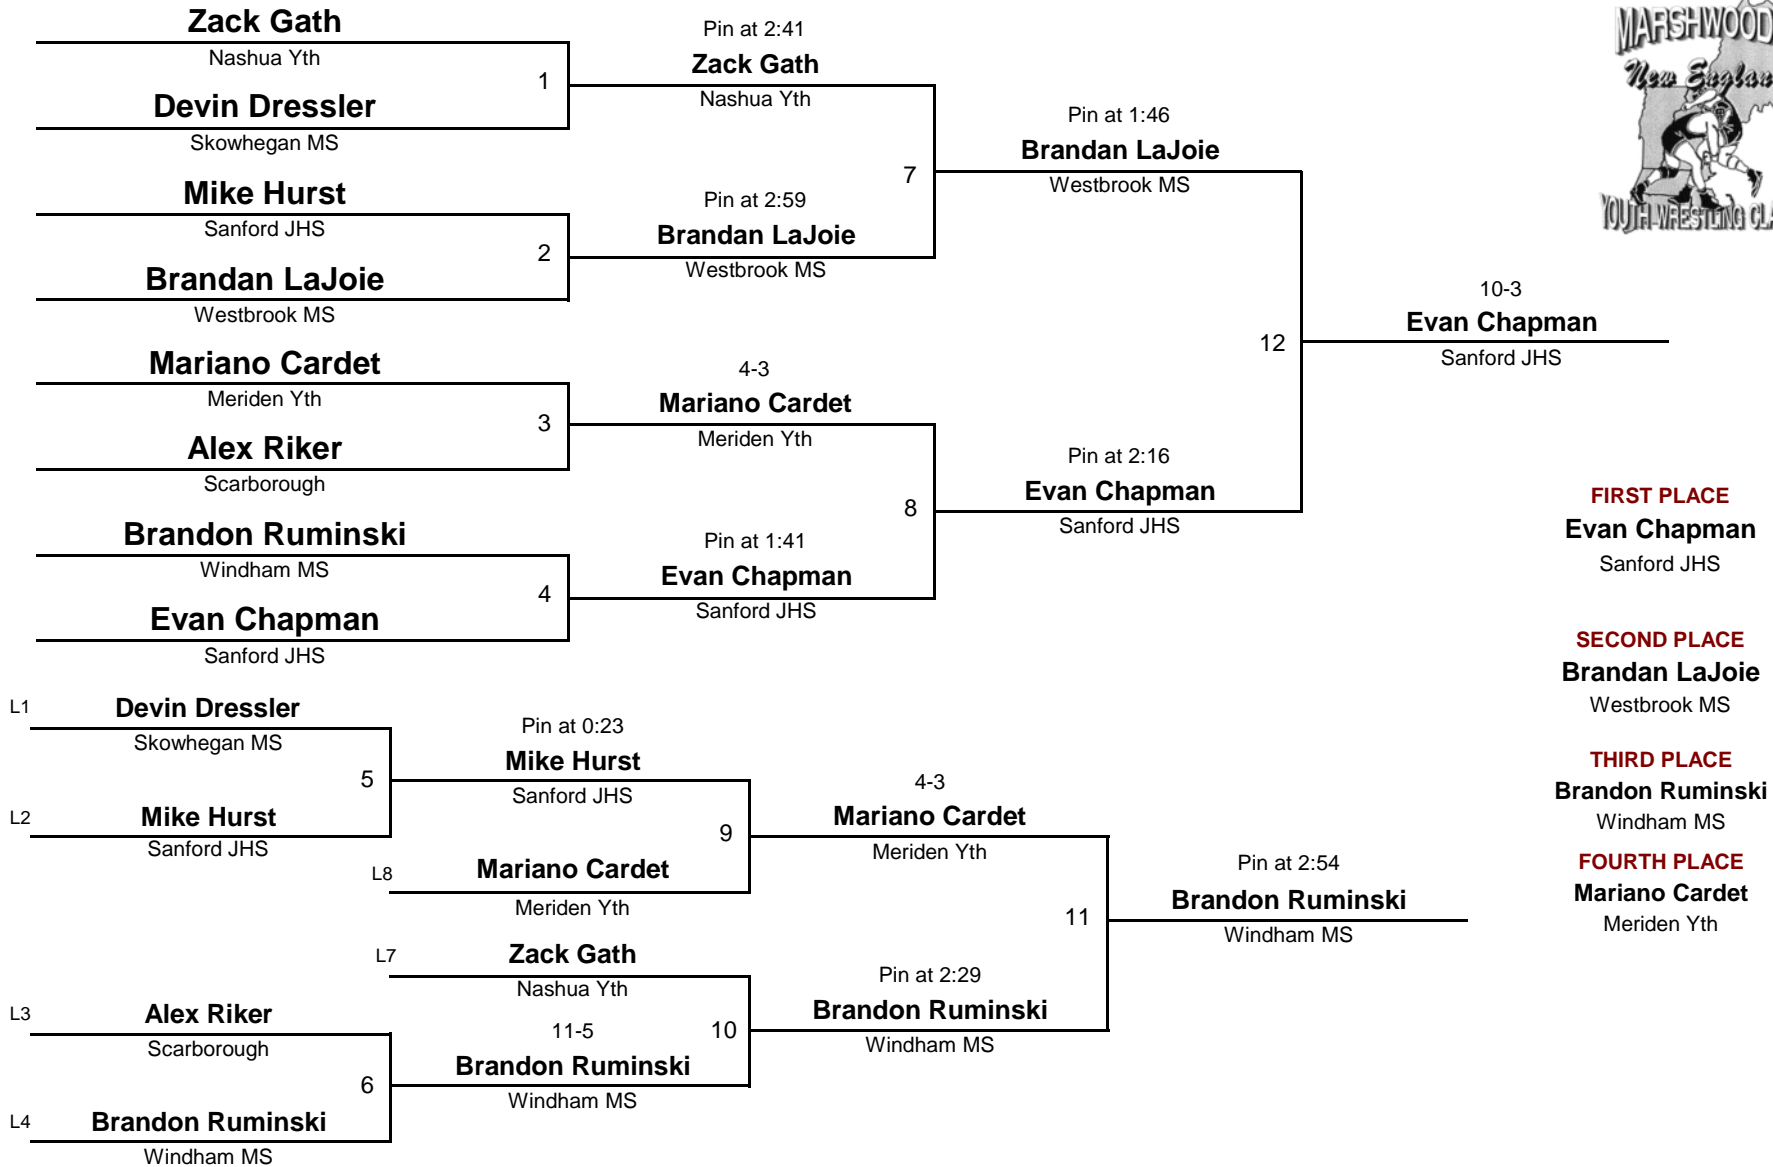 Zack Gath
Nashua Yth
1
Devin Dressler
Skowhegan MS
Mike Hurst
Sanford JHS
2
Brandan LaJoie
Westbrook MS
Mariano Cardet
Meriden Yth
3
Alex Riker
Scarborough
Brandon Ruminski
Windham MS
4
Evan Chapman
Sanford JHS
Pin at 2:41
Zack Gath
Nashua Yth
7
Pin at 2:59
Brandan LaJoie
Westbrook MS
4-3
Mariano Cardet
Meriden Yth
8
Pin at 1:41
Evan Chapman
Sanford JHS
Pin at 1:46
Brandan LaJoie
Westbrook MS
12
Pin at 2:16
Evan Chapman
Sanford JHS
10-3
Evan Chapman
Sanford JHS
MARSHWOOD
New England
YOUTH WRESTLING
FIRST PLACE
Evan Chapman
Sanford JHS
SECOND PLACE
Brandan LaJoie
Westbrook MS
THIRD PLACE
Brandon Ruminski
Windham MS
FOURTH PLACE
Mariano Cardet
Meriden Yth
L1
Devin Dressler
Skowhegan MS
5
L2
Mike Hurst
Sanford JHS
Pin at 0:23
Mike Hurst
Sanford JHS
9
L8
Mariano Cardet
Meriden Yth
L7
Zack Gath
Nashua Yth
10
L3
Alex Riker
Scarborough
6
L4
Brandon Ruminski
Windham MS
11-5
Brandon Ruminski
Windham MS
4-3
Mariano Cardet
Meriden Yth
11
Pin at 2:29
Brandon Ruminski
Windham MS
Pin at 2:54
Brandon Ruminski
Windham MS